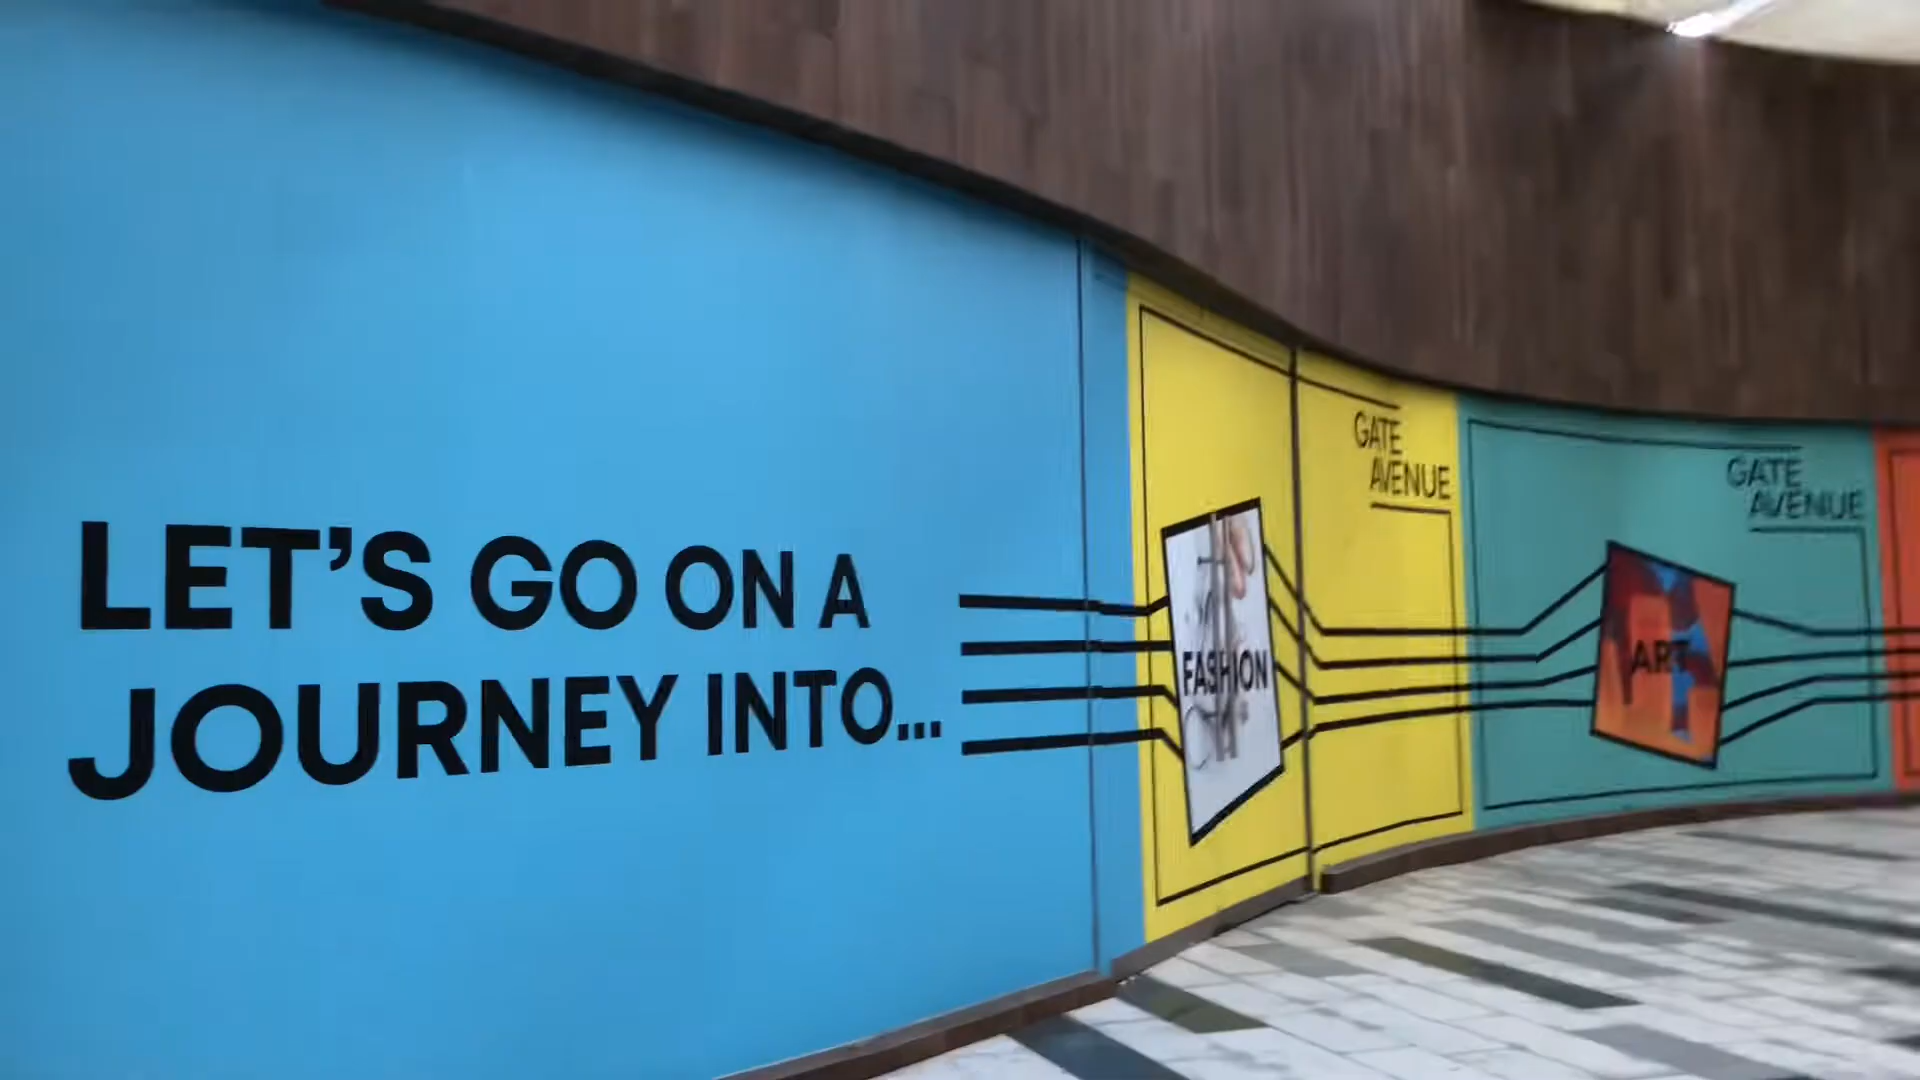 LET'S GO ON A
JOURNEY INTO...
FASHION
GATE
AVENUE
ART
GATE
AVENUE